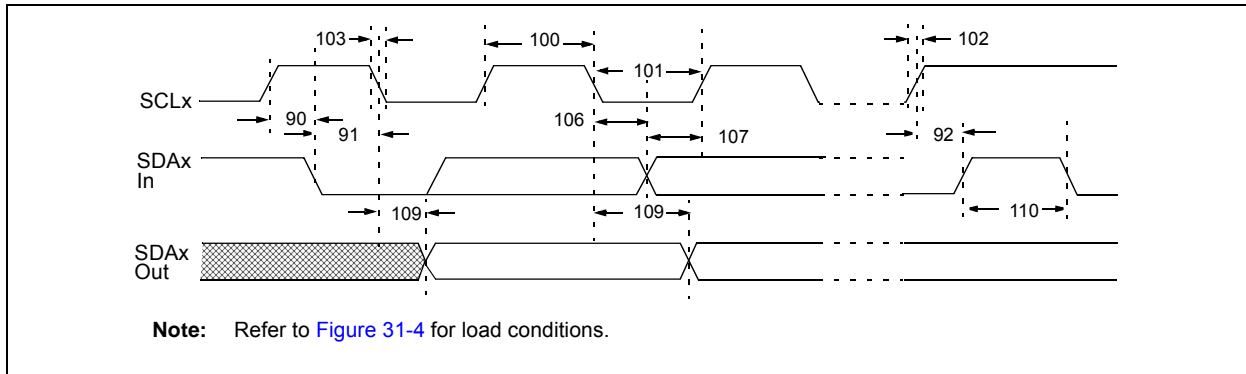 103
100
102
101
SCLx
90
91
106
107
92
SDAx
In
109
109
110
SDAx
Out
Note: Refer to Figure 31-4 for load conditions.